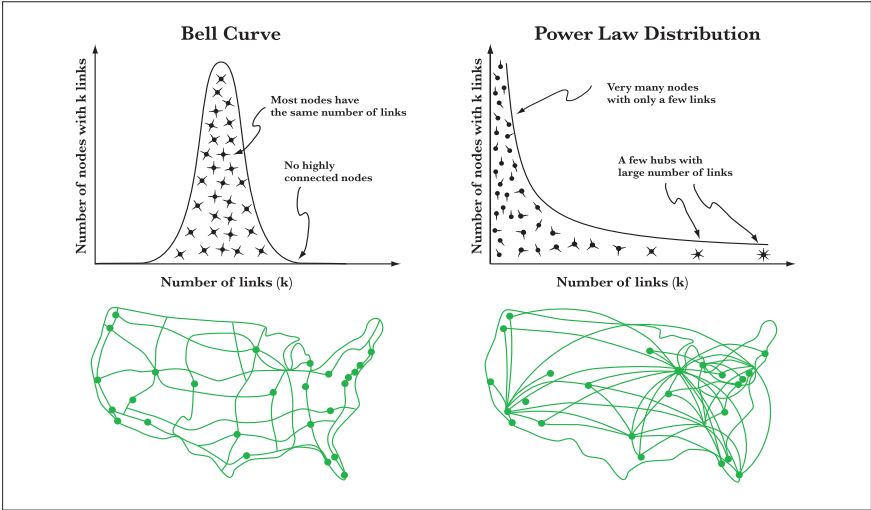 Bell Curve
Number of nodes with k links
Most nodes have
the same number of links
No highly
connected nodes
Number of links (k)
Power Law Distribution
Number of nodes with k links
Very many nodes
with only a few links
A few hubs with
large number of links
Number of links (k)